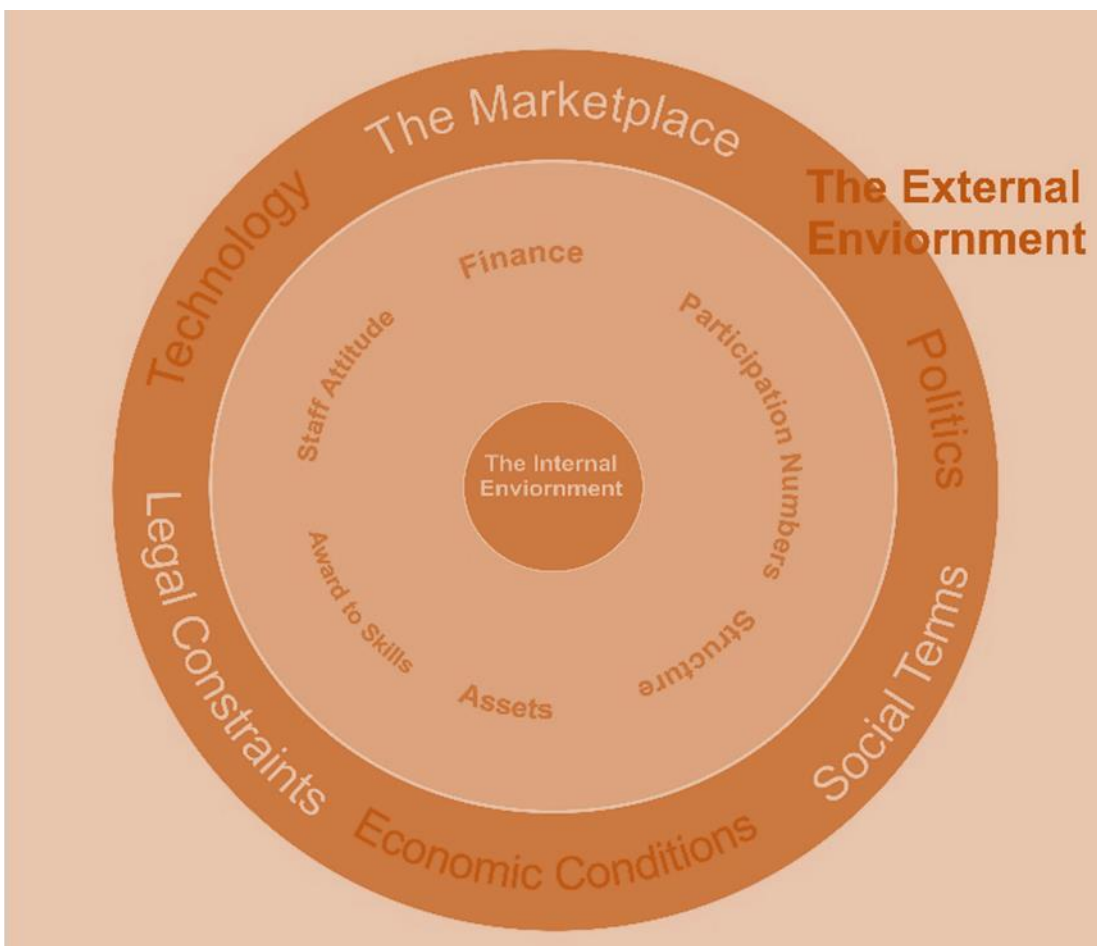 The Marketplace
The External
Enviornment
Technology
Politics
Finance
Staff Attitude
Participation Numbers
The Internal
Enviornment
Award to Skills
Structure
Assets
Legal Constraints
Social Terms
Economic Conditions